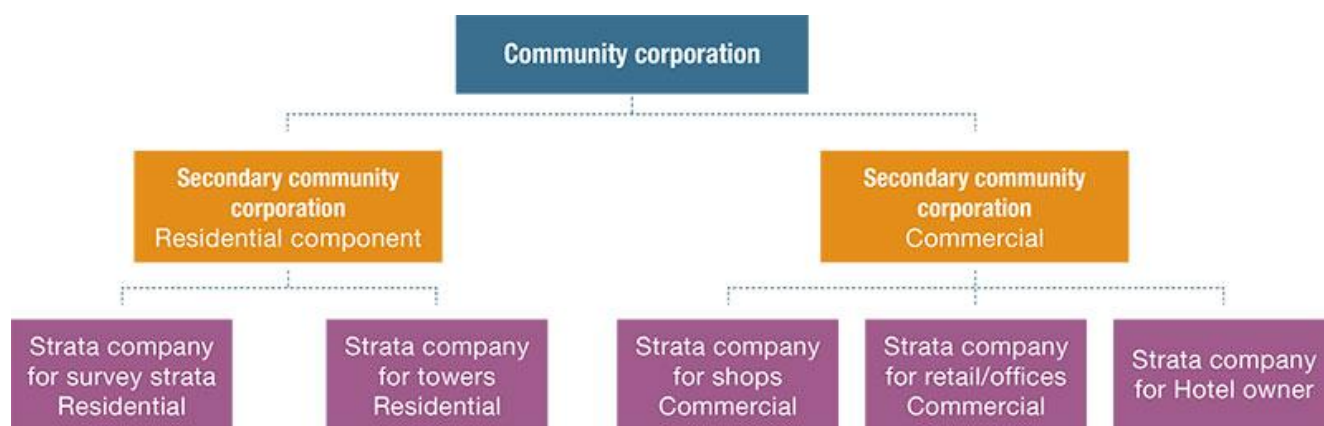 Community corporation
Secondary community
corporation
Residential component
Secondary community
corporation
Commercial
Strata company
for survey strata
Residential
Strata company
for towers
Residential
Strata company
for shops
Commercial
Strata company
for retail/offices
Commercial
Strata company
for Hotel owner